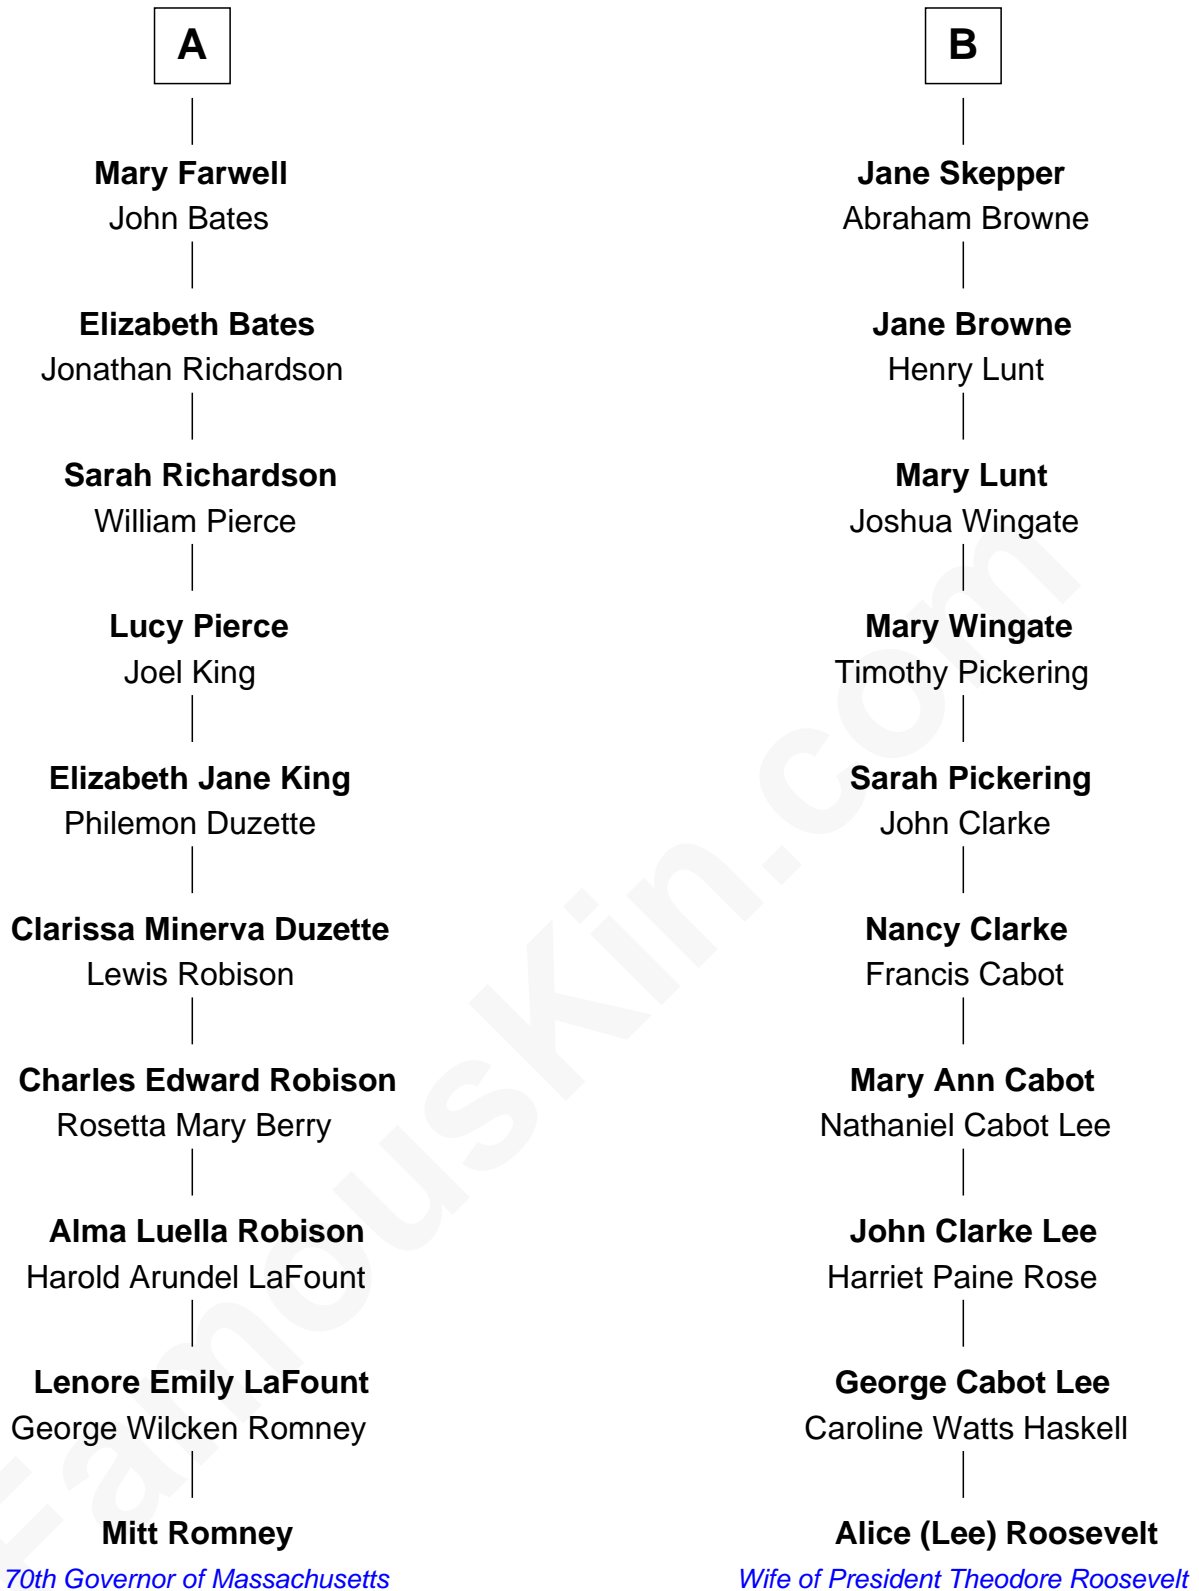 A
Mary Farwell
John Bates
Elizabeth Bates
Jonathan Richardson
Sarah Richardson
William Pierce
Lucy Pierce
Joel King
Elizabeth Jane King
Philemon Duzette
Clarissa Minerva Duzette
Lewis Robison
Charles Edward Robison
Rosetta Mary Berry
Alma Luella Robison
Harold Arundel LaFount
Lenore Emily LaFount
George Wilcken Romney
Mitt Romney
70th Governor of Massachusetts
B
Jane Skepper
Abraham Browne
Jane Browne
Henry Lunt
Mary Lunt
Joshua Wingate
Mary Wingate
Timothy Pickering
Sarah Pickering
John Clarke
Nancy Clarke
Francis Cabot
Mary Ann Cabot
Nathaniel Cabot Lee
John Clarke Lee
Harriet Paine Rose
George Cabot Lee
Caroline Watts Haskell
Alice (Lee) Roosevelt
Wife of President Theodore Roosevelt
FamousKin.com